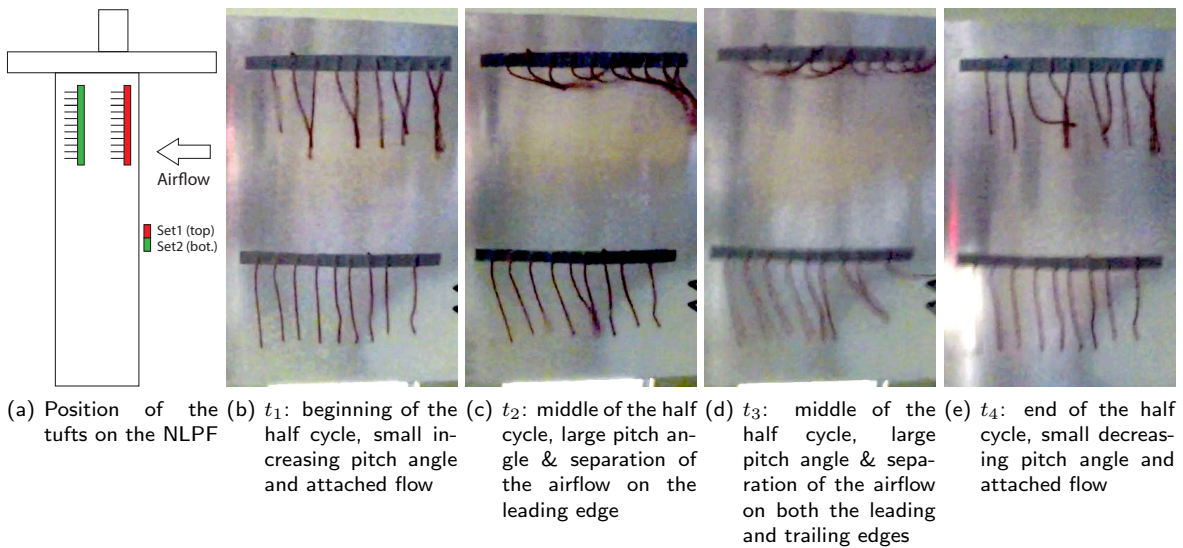 Airflow
Set1 (top)
Set2 (bot.)
(a) Position of the
tufts on the NLPF
(b) t1: beginning of the
half cycle, small in-
creasing pitch angle
and attached flow
(c) t2: middle of the half
cycle, large pitch an-
gle & separation of
the airflow on the
leading edge
(d) t3: middle of the
half cycle, large
pitch angle & sepa-
ration of the airflow
on both the leading
and trailing edges
(e) t4: end of the half
cycle, small decreas-
ing pitch angle and
attached flow